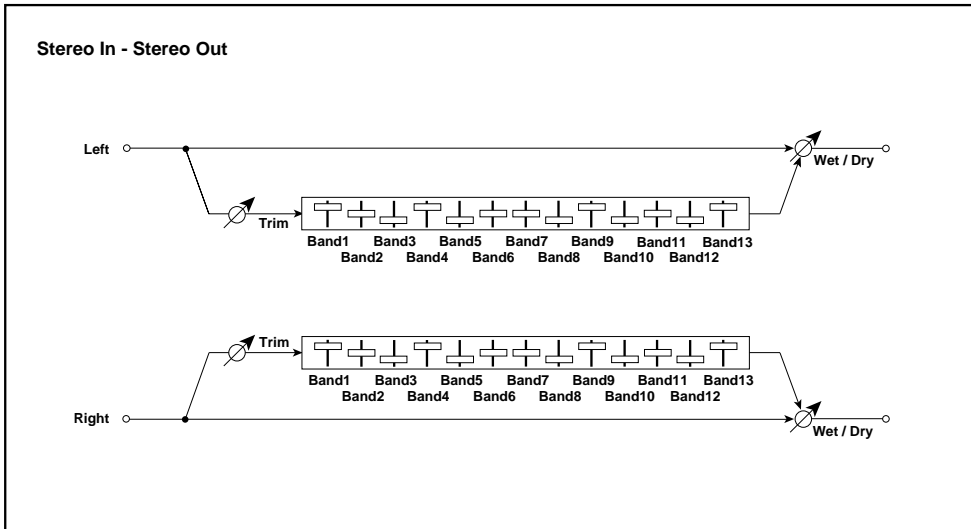 Stereo In - Stereo Out
Left
Wet / Dry
Trim
Band1 Band3 Band5 Band7 Band9 Band11 Band13
Band2 Band4 Band6 Band8 Band10 Band12
Trim
Band1 Band3 Band5 Band7 Band9 Band11 Band13
Band2 Band4 Band6 Band8 Band10 Band12
Right
Wet / Dry